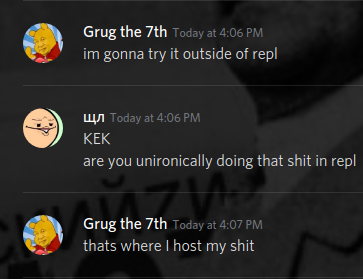 Grug the 7th Today at 4:06 PM
im gonna try it outside of repl
щл Today at 4:06 PM
KEK
are you unironically doing that shit in repl
Grug the 7th Today at 4:07 PM
thats where I host my shit